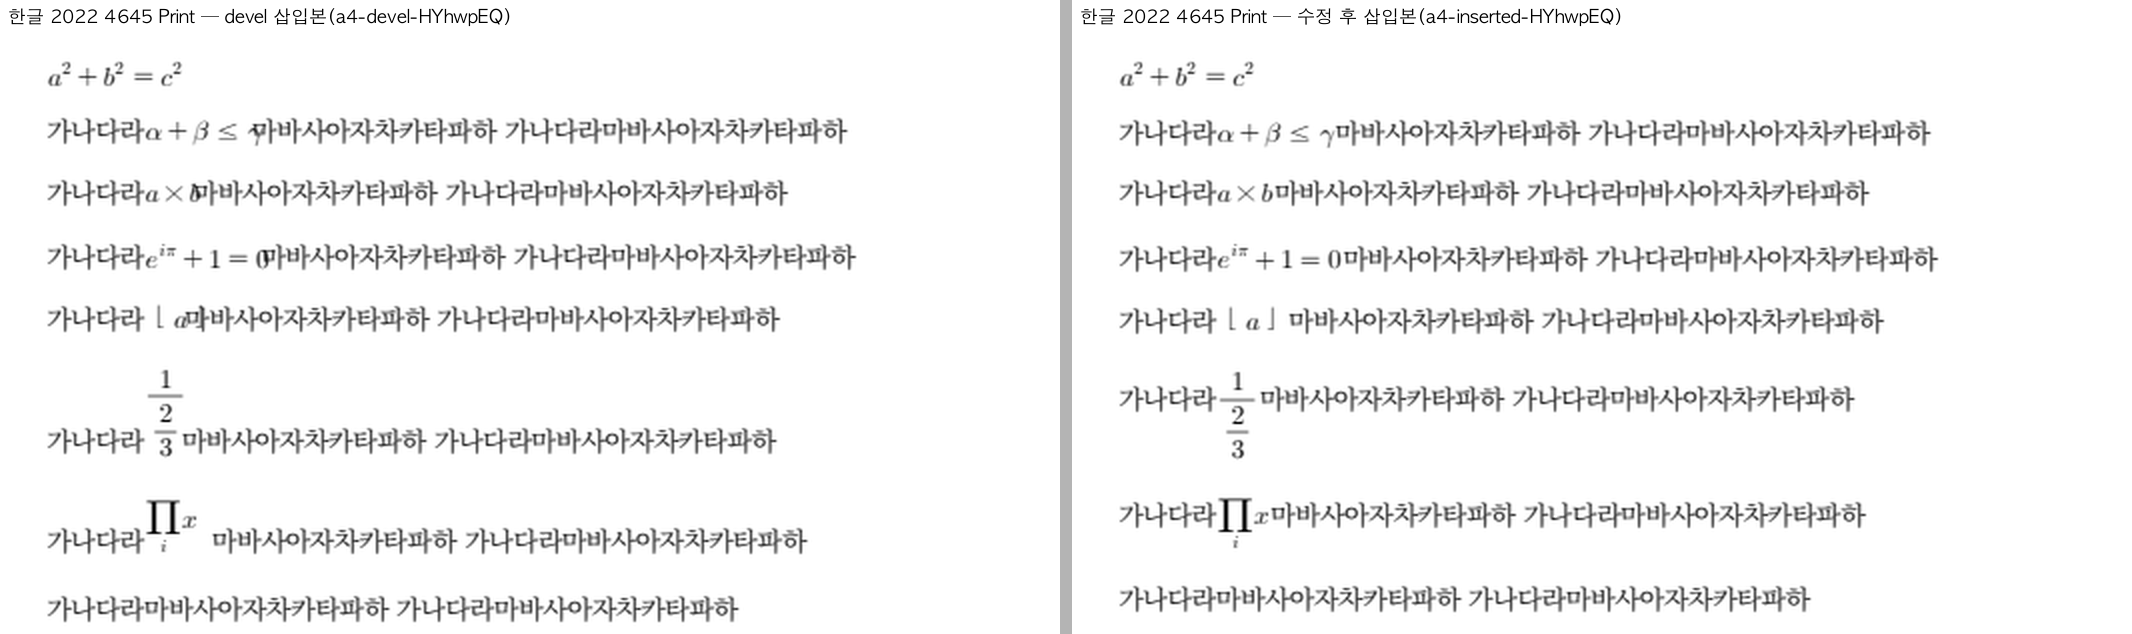 한글 2022 4645 Print — devel 삽입본(a4-devel-HYhwpEQ)
a² + b² = c²
가나다라α + β ≤ γ마바사아자차카타파하 가나다라마바사아자차카타파하
가나다라a × b마바사아자차카타파하 가나다라마바사아자차카타파하
가나다라e^{iπ} + 1 = 0마바사아자차카타파하 가나다라마바사아자차카타파하
가나다라⌊ a⌋마바사아자차카타파하 가나다라마바사아자차카타파하
가나다라 1/(2/3) 마바사아자차카타파하 가나다라마바사아자차카타파하
가나다라∏_i x 마바사아자차카타파하 가나다라마바사아자차카타파하
가나다라마바사아자차카타파하 가나다라마바사아자차카타파하
한글 2022 4645 Print — 수정 후 삽입본(a4-inserted-HYhwpEQ)
a² + b² = c²
가나다라α + β ≤ γ마바사아자차카타파하 가나다라마바사아자차카타파하
가나다라a × b마바사아자차카타파하 가나다라마바사아자차카타파하
가나다라e^{iπ} + 1 = 0마바사아자차카타파하 가나다라마바사아자차카타파하
가나다라⌊ a ⌋ 마바사아자차카타파하 가나다라마바사아자차카타파하
가나다라 1/(2/3) 마바사아자차카타파하 가나다라마바사아자차카타파하
가나다라∏_i x마바사아자차카타파하 가나다라마바사아자차카타파하
가나다라마바사아자차카타파하 가나다라마바사아자차카타파하